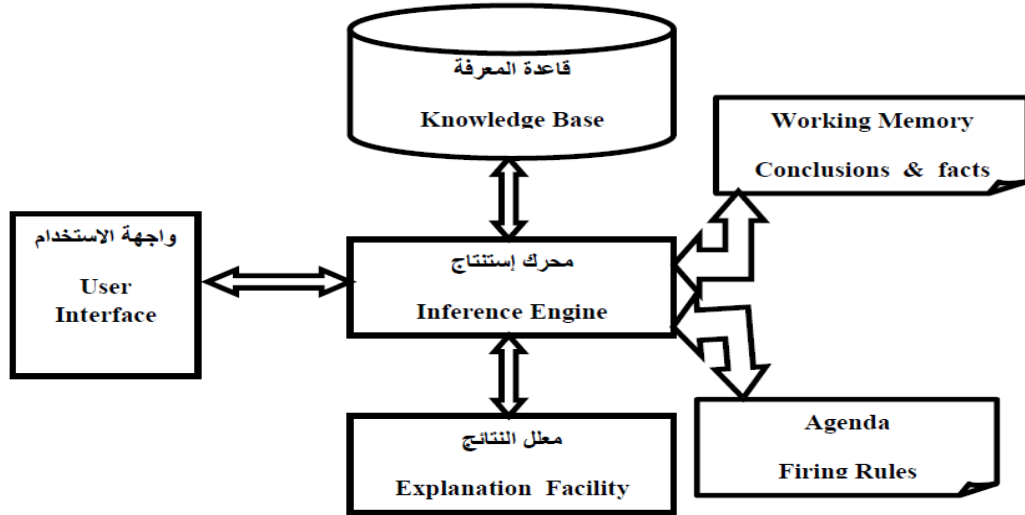 قاعدة المعرفة
Knowledge Base
Working Memory
Conclusions & facts
واجهة الاستخدام
User
Interface
محرك إستنتاج
Inference Engine
معلل النتائج
Explanation Facility
Agenda
Firing Rules